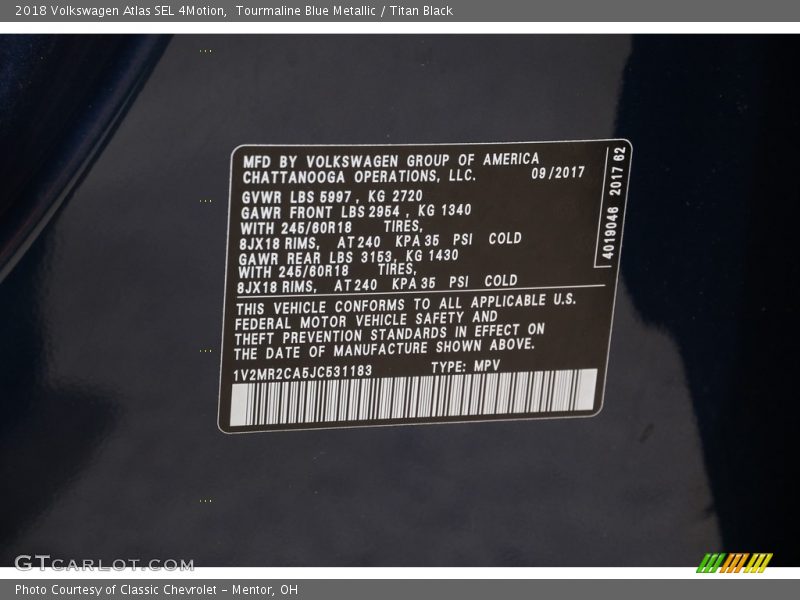 2018 Volkswagen Atlas SEL 4Motion,  Tourmaline Blue Metallic / Titan Black
MFD BY VOLKSWAGEN GROUP OF AMERICA
CHATTANOOGA OPERATIONS, LLC. 09/2017
GVWR LBS 5997 , KG 2720
GAWR FRONT LBS 2954 , KG 1340
WITH 245/60R18 TIRES,
8JX18 RIMS, AT 240 KPA 35 PSI COLD
GAWR REAR LBS 3153, KG 1430
WITH 245/60R18 TIRES,
8JX18 RIMS, AT 240 KPA 35 PSI COLD
THIS VEHICLE CONFORMS TO ALL APPLICABLE U.S.
FEDERAL MOTOR VEHICLE SAFETY AND
THEFT PREVENTION STANDARDS IN EFFECT ON
THE DATE OF MANUFACTURE SHOWN ABOVE.
1V2MR2CA5JC531183 TYPE: MPV
4019046 2017 62
GTCARLOT.COM
Photo Courtesy of Classic Chevrolet - Mentor, OH